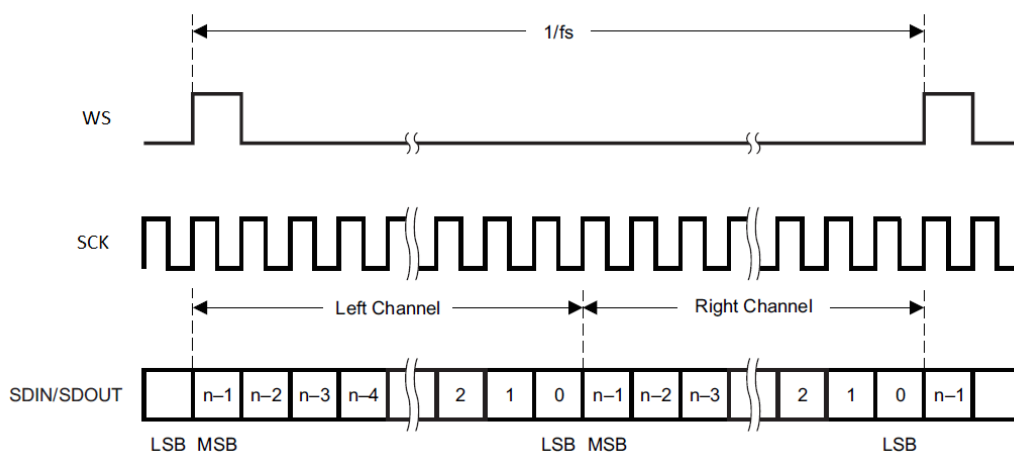 1/fs
WS
SCK
Left Channel Right Channel
SDIN/SDOUT n–1 n–2 n–3 n–4 2 1 0 n–1 n–2 n–3 2 1 0 n–1
LSB MSB LSB MSB LSB